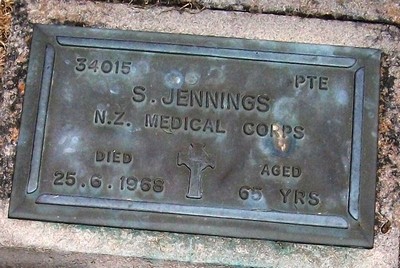 34015 PTE
S. JENNINGS
N.Z. MEDICAL CORPS
DIED AGED
25.6.1968 65 YRS